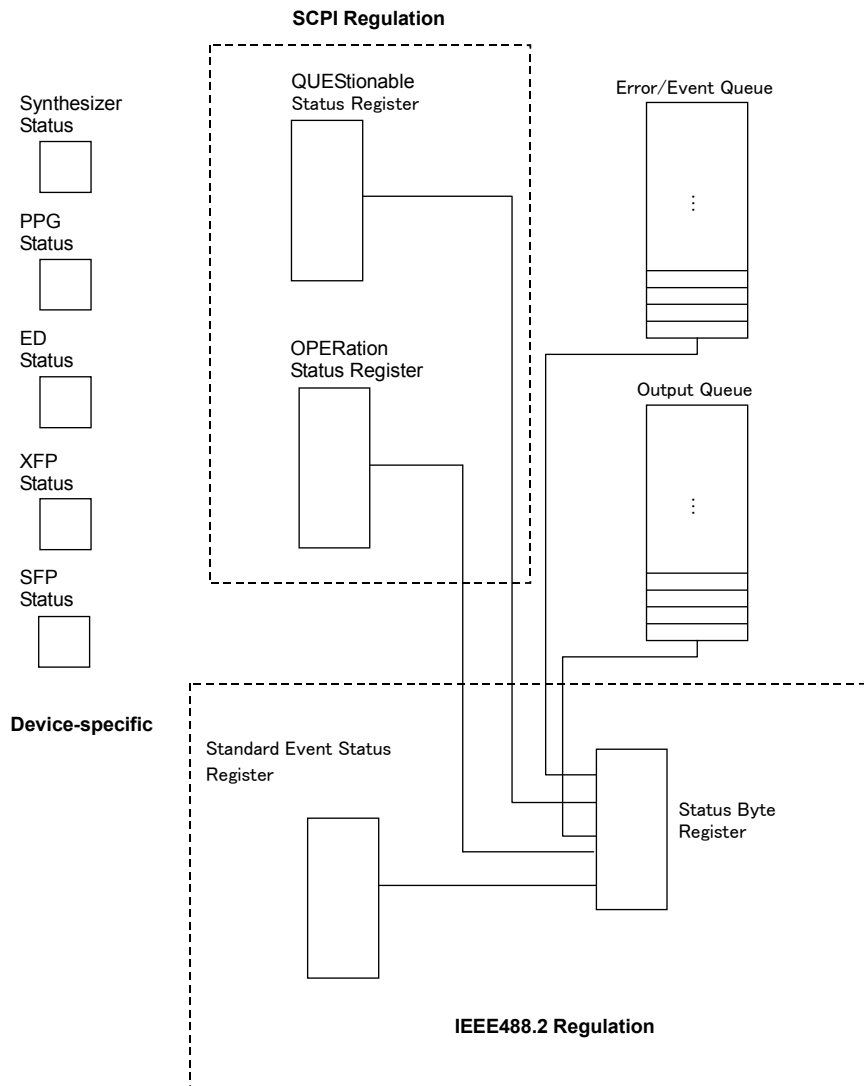 SCPI Regulation
QUEStionable
Status Register
Error/Event Queue
Synthesizer
Status
PPG
Status
ED
Status
OPERation
Status Register
Output Queue
XFP
Status
SFP
Status
Device-specific
Standard Event Status
Register
Status Byte
Register
IEEE488.2 Regulation